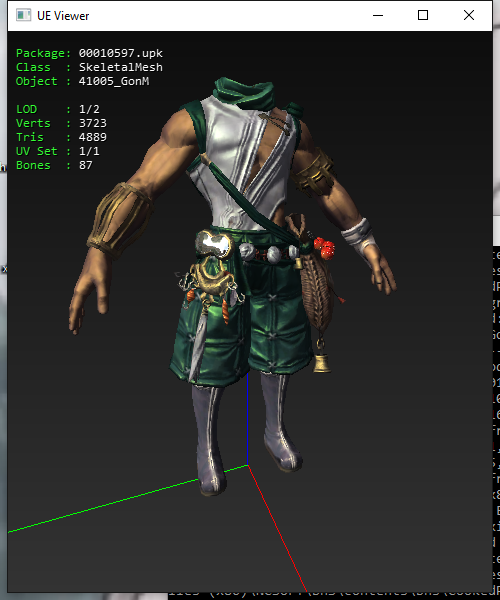 UE Viewer
Package: 00010597.upk
Class : SkeletalMesh
Object : 41005_GonM
LOD : 1/2
Verts : 3723
Tris : 4889
UV Set : 1/1
Bones : 87